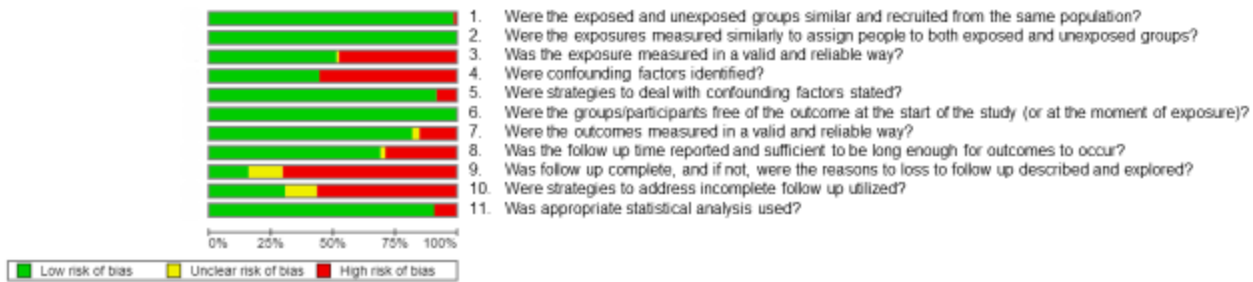 1. Were the exposed and unexposed groups similar and recruited from the same population?
2. Were the exposures measured similarly to assign people to both exposed and unexposed groups?
3. Was the exposure measured in a valid and reliable way?
4. Were confounding factors identified?
5. Were strategies to deal with confounding factors stated?
6. Were the groups/participants free of the outcome at the start of the study (or at the moment of exposure)?
7. Were the outcomes measured in a valid and reliable way?
8. Was the follow up time reported and sufficient to be long enough for outcomes to occur?
9. Was follow up complete, and if not, were the reasons to loss to follow up described and explored?
10. Were strategies to address incomplete follow up utilized?
11. Was appropriate statistical analysis used?
0% 25% 50% 75% 100%
Low risk of bias Unclear risk of bias High risk of bias